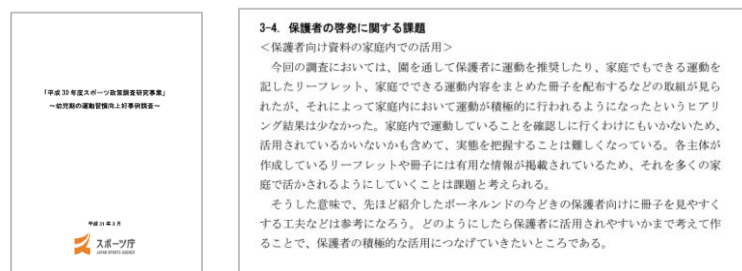 「平成 30 年度スポーツ政策調査研究事業」
～幼児期の運動習慣向上好事例調査～
平成 31 年 3 月
スポーツ庁
JAPAN SPORTS AGENCY
3-4. 保護者の啓発に関する課題
＜保護者向け資料の家庭内での活用＞
今回の調査においては、園を通して保護者に運動を推奨したり、家庭でもできる運動を
記したリーフレット、家庭でできる運動内容をまとめた冊子を配布するなどの取組が見ら
れたが、それによって家庭内において運動が積極的に行われるようになったというヒアリ
ング結果は少なかった。家庭内で運動していることを確認しに行くわけにもいかないため、
活用されているかいないかも含めて、実態を把握することは難しくなっている。各主体が
作成しているリーフレットや冊子には有用な情報が掲載されているため、それを多くの家
庭で活かされるようにしていくことは課題と考えられる。
そうした意味で、先ほど紹介したボーネルンドの今どきの保護者向けに冊子を見やすく
する工夫などは参考になろう。どのようにしたら保護者に活用されやすいかまで考えて作
ることで、保護者の積極的な活用につなげていきたいところである。